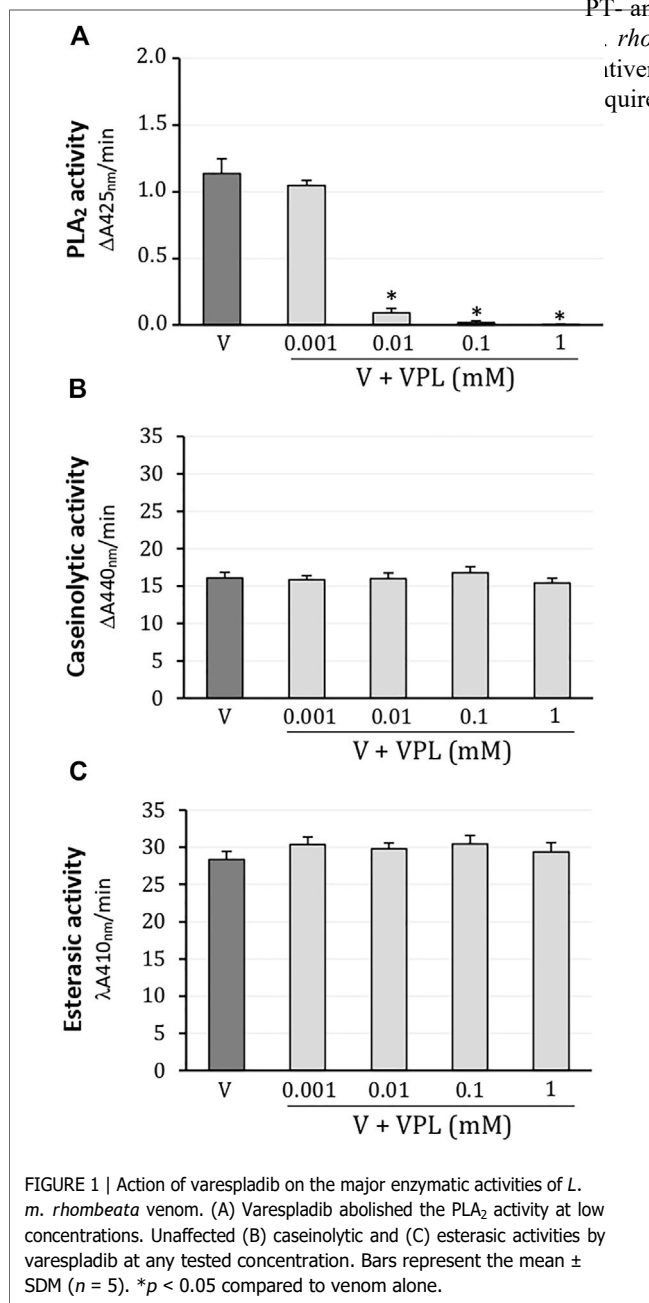 PT- an
. rho
quire
A
2.0
1.5
1.0
0.5
0.0
PLA₂ activity
ΔA425nm/min
*
*
*
V 0.001 0.01 0.1 1
V + VPL (mM)
B
35
30
25
20
15
10
5
0
Caseinolytic activity
ΔA440nm/min
V 0.001 0.01 0.1 1
V + VPL (mM)
C
35
30
25
20
15
10
5
0
Esterasic activity
λA410nm/min
V 0.001 0.01 0.1 1
V + VPL (mM)
FIGURE 1 | Action of varespladib on the major enzymatic activities of L.
m. rhombeata venom. (A) Varespladib abolished the PLA₂ activity at low
concentrations. Unaffected (B) caseinolytic and (C) esterasic activities by
varespladib at any tested concentration. Bars represent the mean ±
SDM (n = 5). *p < 0.05 compared to venom alone.